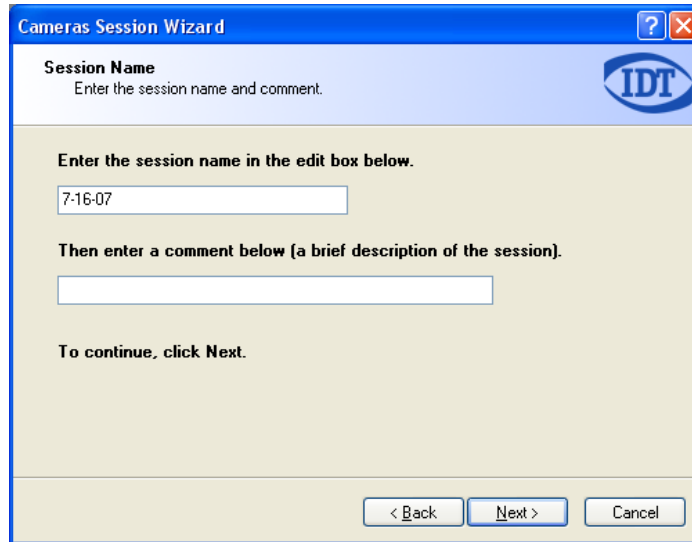 Cameras Session Wizard
Session Name
Enter the session name and comment.
IDT
Enter the session name in the edit box below.
7-16-07
Then enter a comment below (a brief description of the session).
To continue, click Next.
< Back
Next >
Cancel